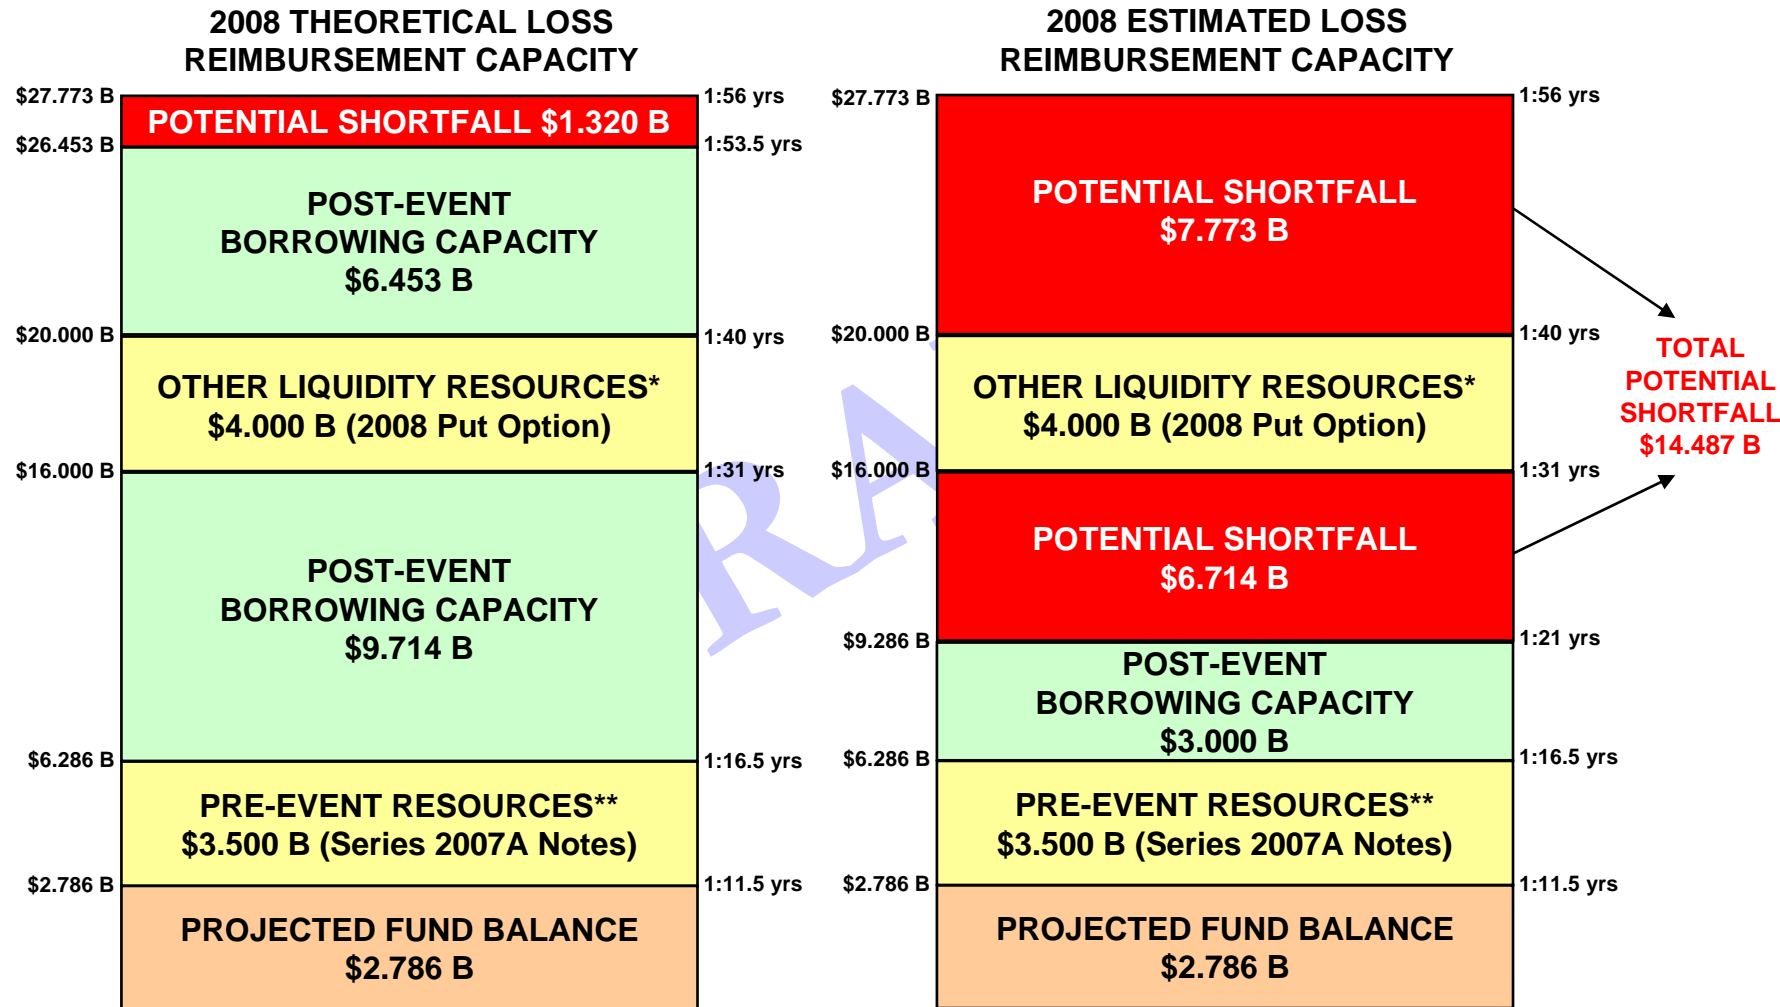 2008 THEORETICAL LOSS
REIMBURSEMENT CAPACITY
$27.773 B
1:56 yrs
POTENTIAL SHORTFALL $1.320 B
$26.453 B
1:53.5 yrs
POST-EVENT
BORROWING CAPACITY
$6.453 B
$20.000 B
1:40 yrs
OTHER LIQUIDITY RESOURCES*
$4.000 B (2008 Put Option)
$16.000 B
1:31 yrs
POST-EVENT
BORROWING CAPACITY
$9.714 B
$6.286 B
1:16.5 yrs
PRE-EVENT RESOURCES**
$3.500 B (Series 2007A Notes)
$2.786 B
1:11.5 yrs
PROJECTED FUND BALANCE
$2.786 B
2008 ESTIMATED LOSS
REIMBURSEMENT CAPACITY
$27.773 B
1:56 yrs
POTENTIAL SHORTFALL
$7.773 B
$20.000 B
1:40 yrs
OTHER LIQUIDITY RESOURCES*
$4.000 B (2008 Put Option)
$16.000 B
1:31 yrs
POTENTIAL SHORTFALL
$6.714 B
$9.286 B
1:21 yrs
POST-EVENT
BORROWING CAPACITY
$3.000 B
$6.286 B
1:16.5 yrs
PRE-EVENT RESOURCES**
$3.500 B (Series 2007A Notes)
$2.786 B
1:11.5 yrs
PROJECTED FUND BALANCE
$2.786 B
TOTAL
POTENTIAL
SHORTFALL
$14.487 B